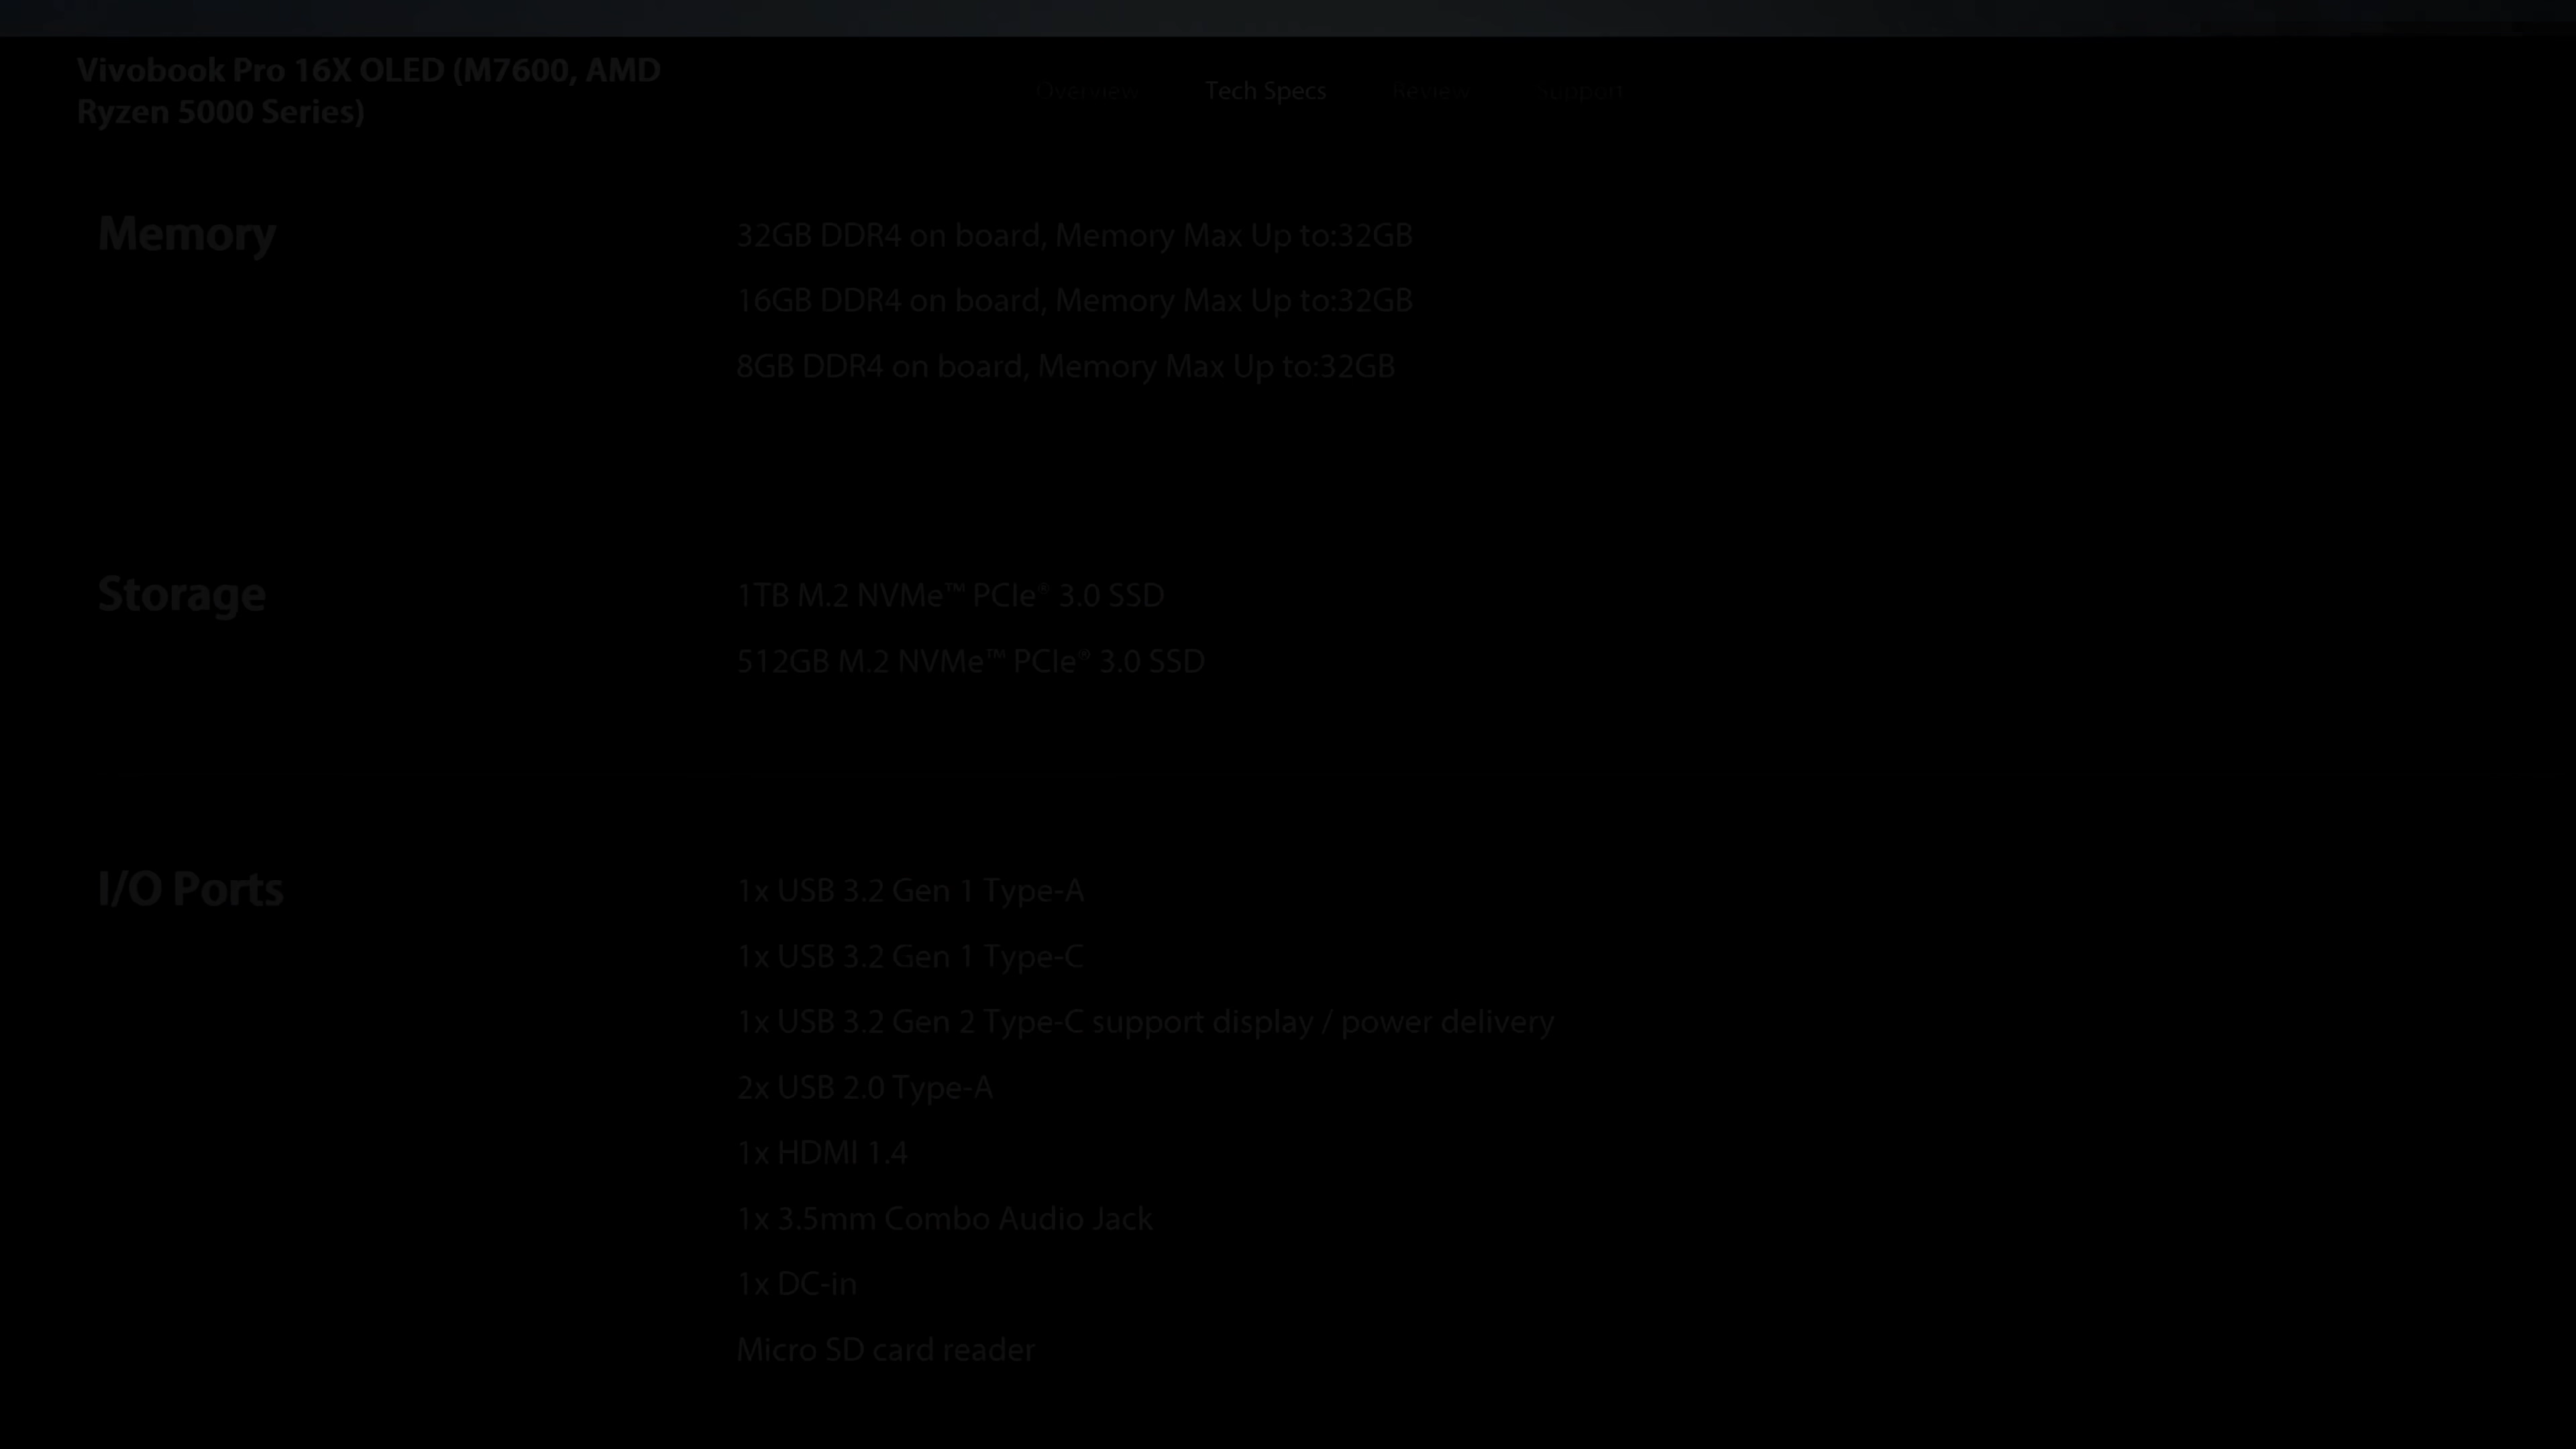 Vivobook Pro 16X OLED (M7600, AMD
Ryzen 5000 Series)
Overview
Tech Specs
Review
Support
Memory
32GB DDR4 on board, Memory Max Up to:32GB
16GB DDR4 on board, Memory Max Up to:32GB
8GB DDR4 on board, Memory Max Up to:32GB
Storage
1TB M.2 NVMe™ PCIe® 3.0 SSD
512GB M.2 NVMe™ PCIe® 3.0 SSD
I/O Ports
1x USB 3.2 Gen 1 Type-A
1x USB 3.2 Gen 1 Type-C
1x USB 3.2 Gen 2 Type-C support display / power delivery
2x USB 2.0 Type-A
1x HDMI 1.4
1x 3.5mm Combo Audio Jack
1x DC-in
Micro SD card reader